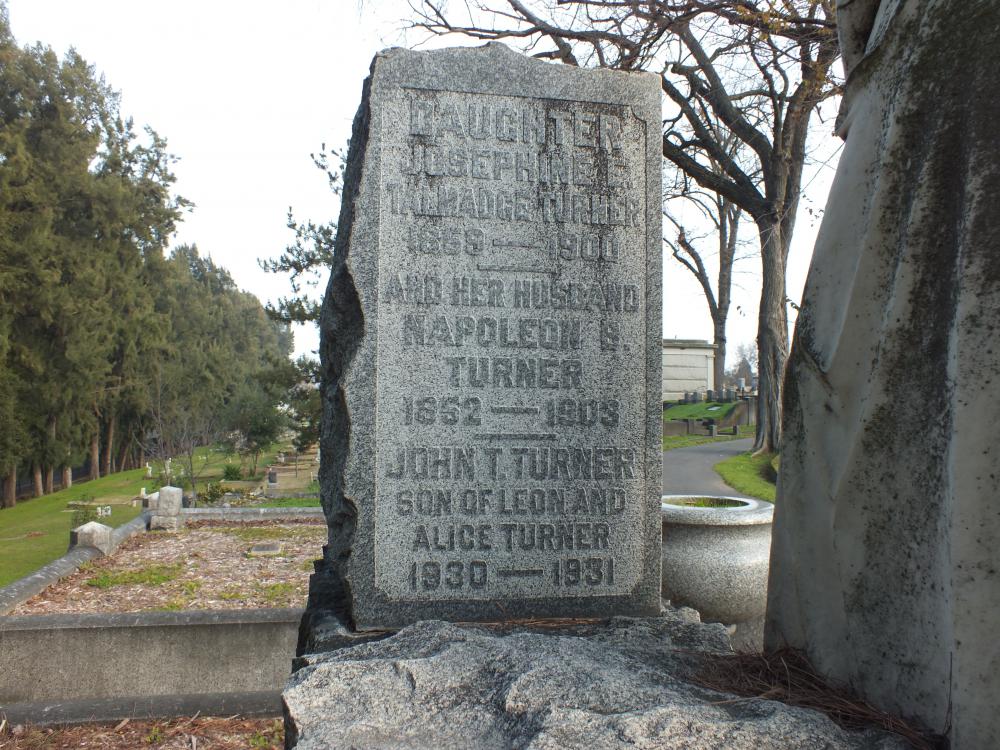 DAUGHTER
JOSEPHINE E.
TALMADGE TURNER
1859 — 1900
AND HER HUSBAND
NAPOLEON B.
TURNER
1852 — 1903
JOHN T. TURNER
SON OF LEON AND
ALICE TURNER
1930 — 1931